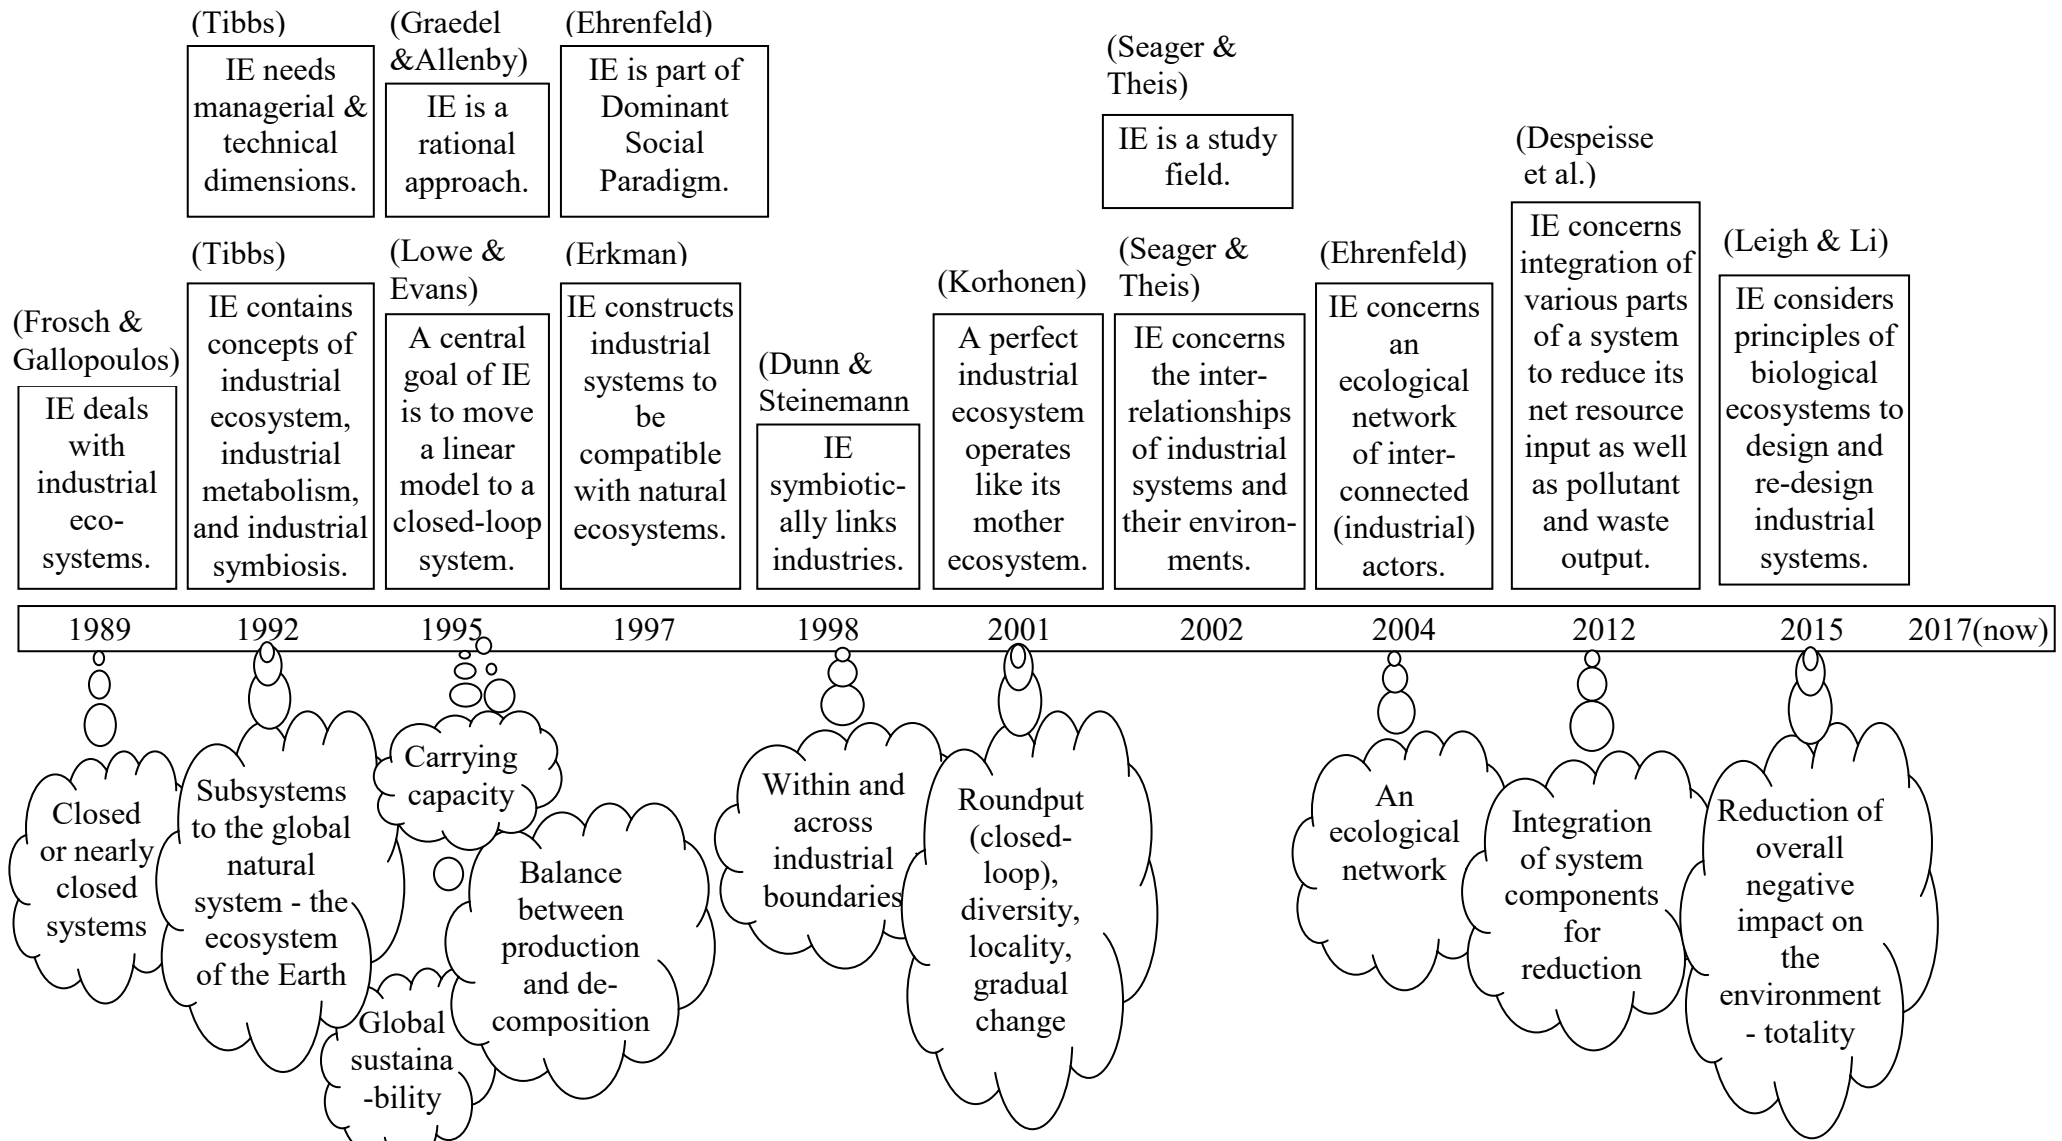 (Tibbs)
IE needs
managerial &
technical
dimensions.
(Graedel
&Allenby)
IE is a
rational
approach.
(Ehrenfeld)
IE is part of
Dominant
Social
Paradigm.
(Seager &
Theis)
IE is a study
field.
(Frosch &
Gallopoulos)
IE deals
with
industrial
eco-
systems.
(Tibbs)
IE contains
concepts of
industrial
ecosystem,
industrial
metabolism,
and industrial
symbiosis.
(Lowe &
Evans)
A central
goal of IE
is to move
a linear
model to a
closed-loop
system.
(Erkman)
IE constructs
industrial
systems to
be
compatible
with natural
ecosystems.
(Dunn &
Steinemann
IE
symbiotic-
ally links
industries.
(Korhonen)
A perfect
industrial
ecosystem
operates
like its
mother
ecosystem.
(Seager &
Theis)
IE concerns
the inter-
relationships
of industrial
systems and
their environ-
ments.
(Ehrenfeld)
IE concerns
an
ecological
network
of inter-
connected
(industrial)
actors.
(Despeisse
et al.)
IE concerns
integration of
various parts
of a system
to reduce its
net resource
input as well
as pollutant
and waste
output.
(Leigh & Li)
IE considers
principles of
biological
ecosystems to
design and
re-design
industrial
systems.
1989 1992 1995 1997 1998 2001 2002 2004 2012 2015 2017(now)
Closed
or nearly
closed
systems
Subsystems
to the global
natural
system - the
ecosystem
of the Earth
Carrying
capacity
Global
sustaina
-bility
Balance
between
production
and de-
composition
Within and
across
industrial
boundaries
Roundput
(closed-
loop),
diversity,
locality,
gradual
change
An
ecological
network
Integration
of system
components
for
reduction
Reduction of
overall
negative
impact on
the
environment
- totality